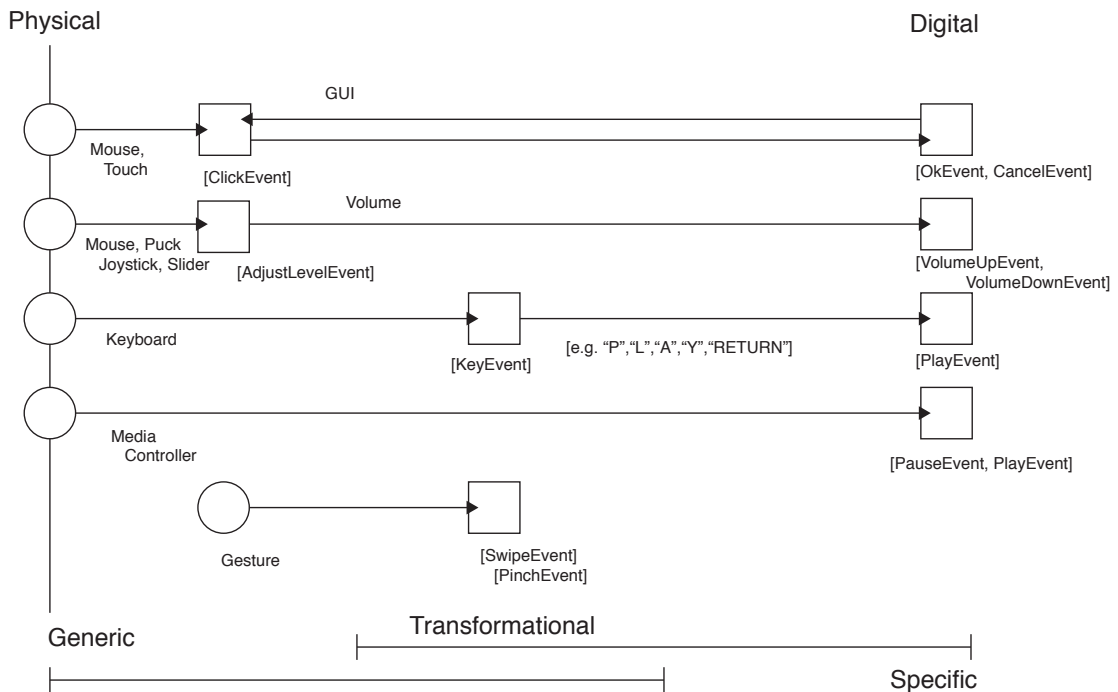 Physical
Digital
GUI
Mouse,
Touch
[ClickEvent]
[OkEvent, CancelEvent]
Volume
Mouse, Puck
Joystick, Slider
[AdjustLevelEvent]
[VolumeUpEvent,
VolumeDownEvent]
Keyboard
[KeyEvent]
[e.g. “P”,“L”,“A”,“Y”,“RETURN”]
[PlayEvent]
Media
Controller
[PauseEvent, PlayEvent]
Gesture
[SwipeEvent]
[PinchEvent]
Generic
Transformational
Specific